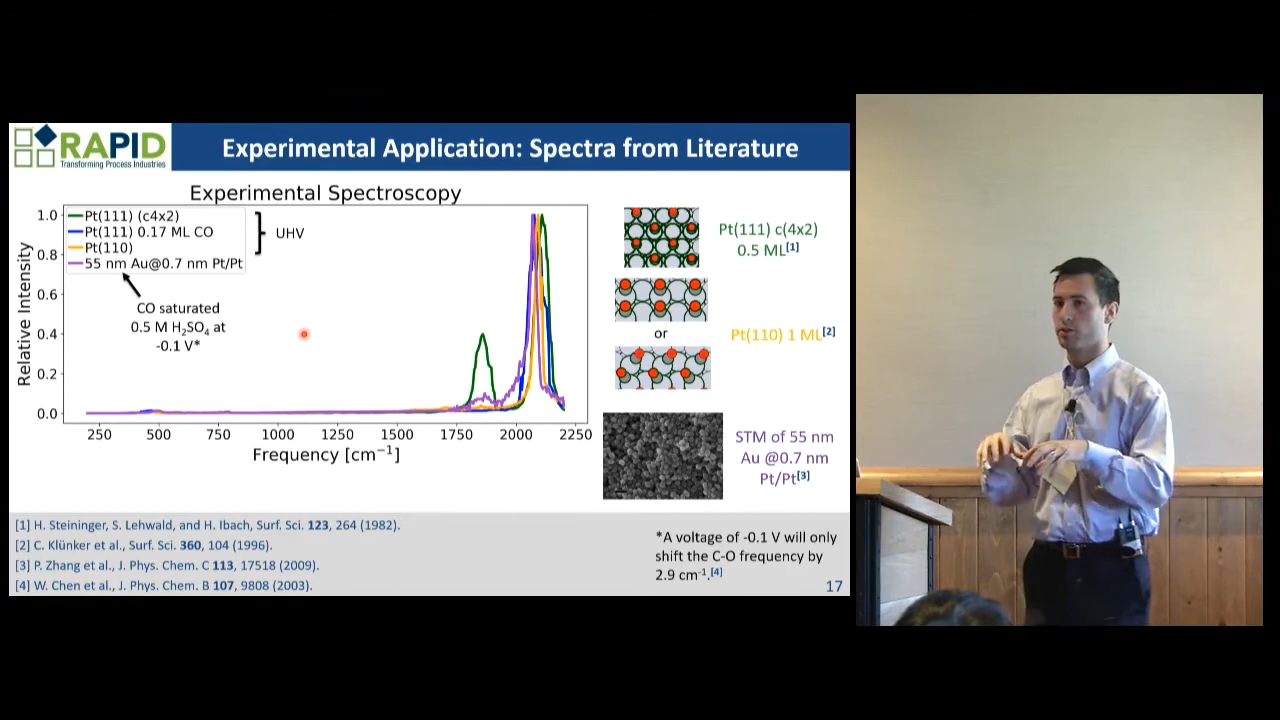 RAPID
Transforming Process Industries
Experimental Application: Spectra from Literature
Experimental Spectroscopy
Pt(111) (c4x2)
Pt(111) 0.17 ML CO
Pt(110)
55 nm Au@0.7 nm Pt/Pt
UHV
CO saturated
0.5 M H₂SO₄ at
-0.1 V*
Relative Intensity
1.0
0.8
0.6
0.4
0.2
0.0
250 500 750 1000 1250 1500 1750 2000 2250
Frequency [cm⁻¹]
Pt(111) c(4x2)
0.5 ML[1]
or
Pt(110) 1 ML[2]
STM of 55 nm
Au @0.7 nm
Pt/Pt[3]
[1] H. Steininger, S. Lehwald, and H. Ibach, Surf. Sci. 123, 264 (1982).
[2] C. Klünker et al., Surf. Sci. 360, 104 (1996).
[3] P. Zhang et al., J. Phys. Chem. C 113, 17518 (2009).
[4] W. Chen et al., J. Phys. Chem. B 107, 9808 (2003).
*A voltage of -0.1 V will only
shift the C-O frequency by
2.9 cm⁻¹.[4]
17